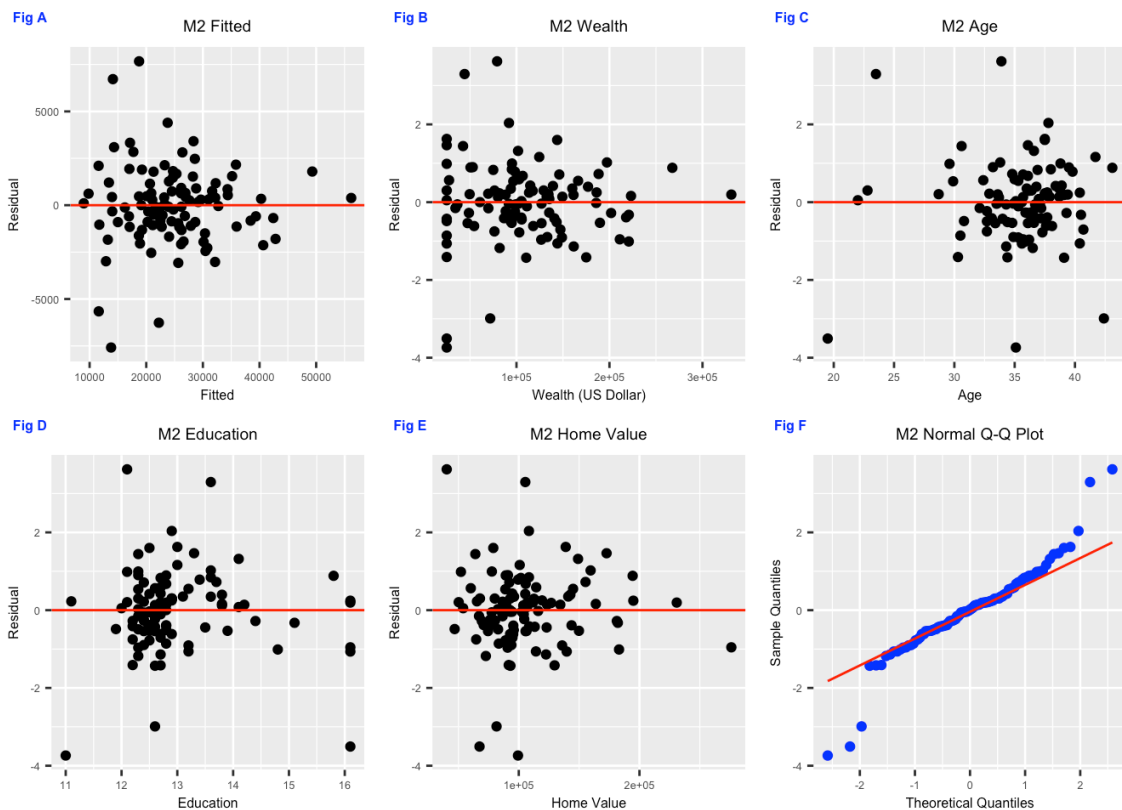 Fig A
M2 Fitted
Residual
5000
0
-5000
10000 20000 30000 40000 50000
Fitted
Fig B
M2 Wealth
Residual
2
0
-2
-4
1e+05 2e+05 3e+05
Wealth (US Dollar)
Fig C
M2 Age
Residual
2
0
-2
-4
20 25 30 35 40
Age
Fig D
M2 Education
Residual
2
0
-2
-4
11 12 13 14 15 16
Education
Fig E
M2 Home Value
Residual
2
0
-2
-4
1e+05 2e+05
Home Value
Fig F
M2 Normal Q-Q Plot
Sample Quantiles
2
0
-2
-4
-2 -1 0 1 2
Theoretical Quantiles